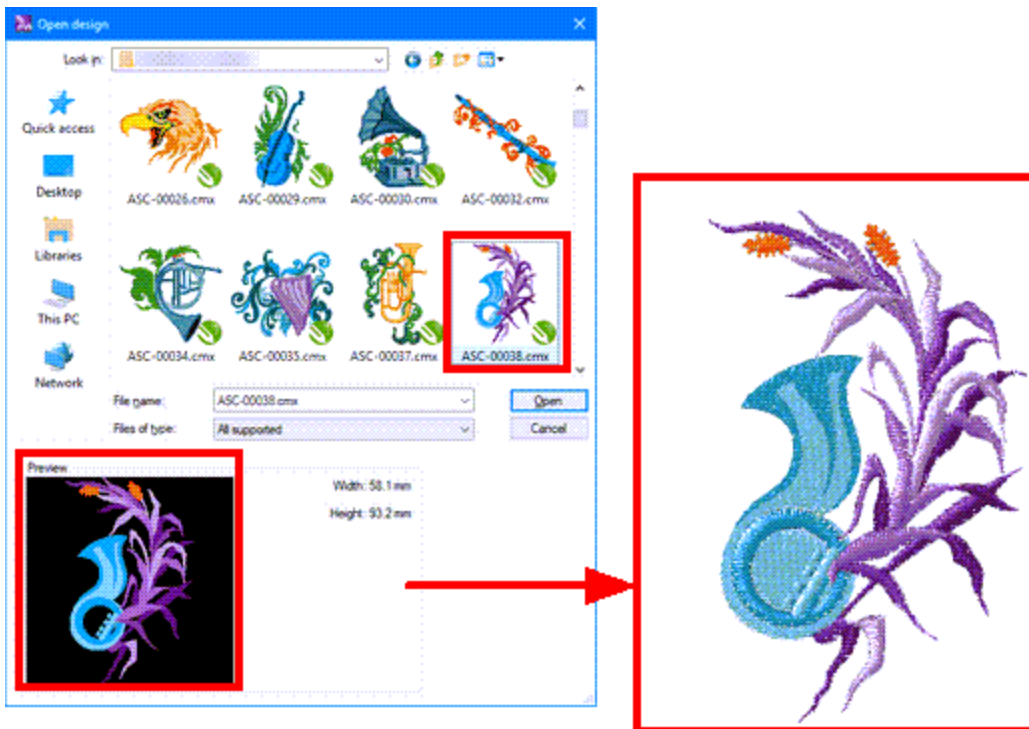 Open design
Look in:
Quick access
Desktop
Libraries
This PC
Network
ASC-00026.cmx ASC-00029.cmx ASC-00030.cmx ASC-00032.cmx
ASC-00034.cmx ASC-00035.cmx ASC-00037.cmx ASC-00038.cmx
File name: ASC-00038.cmx Open
Files of type: All supported Cancel
Preview
Width: 58.1 mm
Height: 93.2 mm